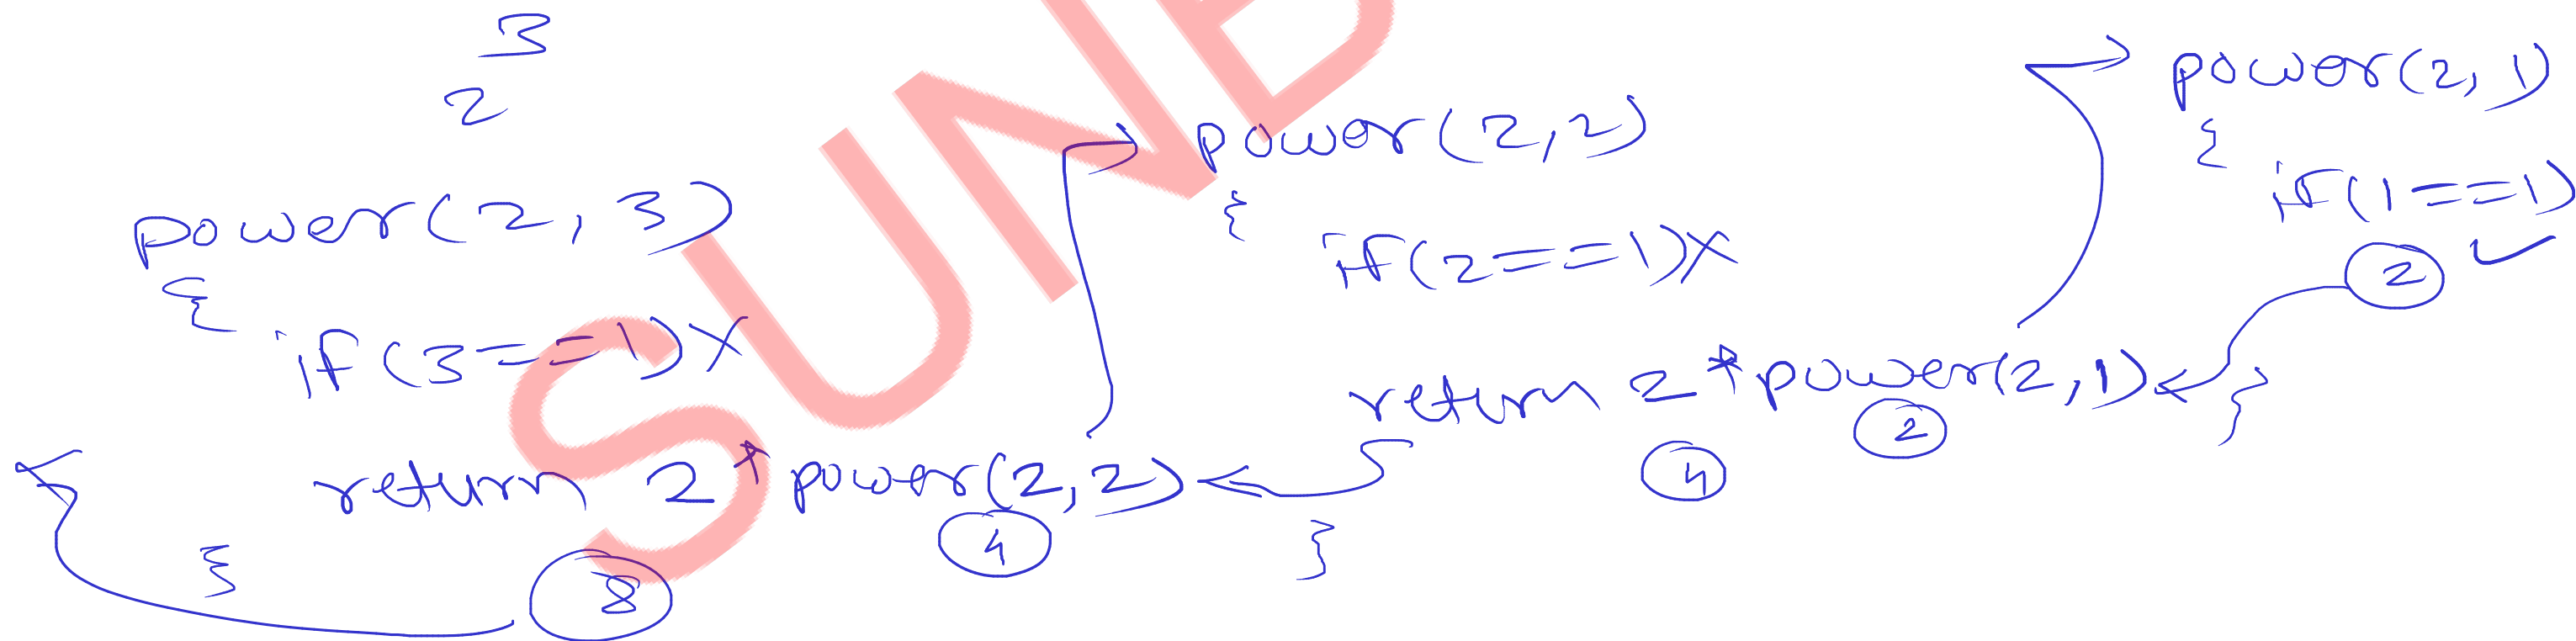 3
2
power(2, 3)
{
if(3==1)X
return 2*power(2,2)
4
}
8
power(2,2)
{
if(2==1)X
return 2*power(2,1)
4
2
}
power(2,1)
{
if(1==1)
2 ✓
}
SUNB